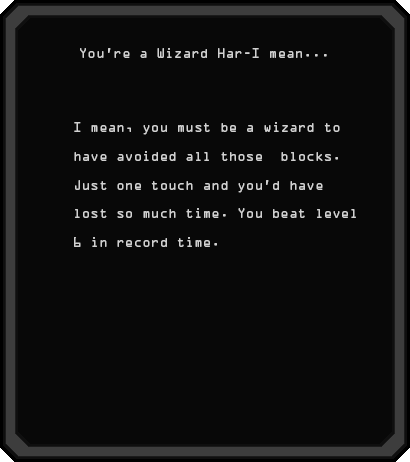 You're a Wizard Har-I mean...
I mean, you must be a wizard to
have avoided all those  blocks.
Just one touch and you'd have
lost so much time. You beat level
6 in record time.